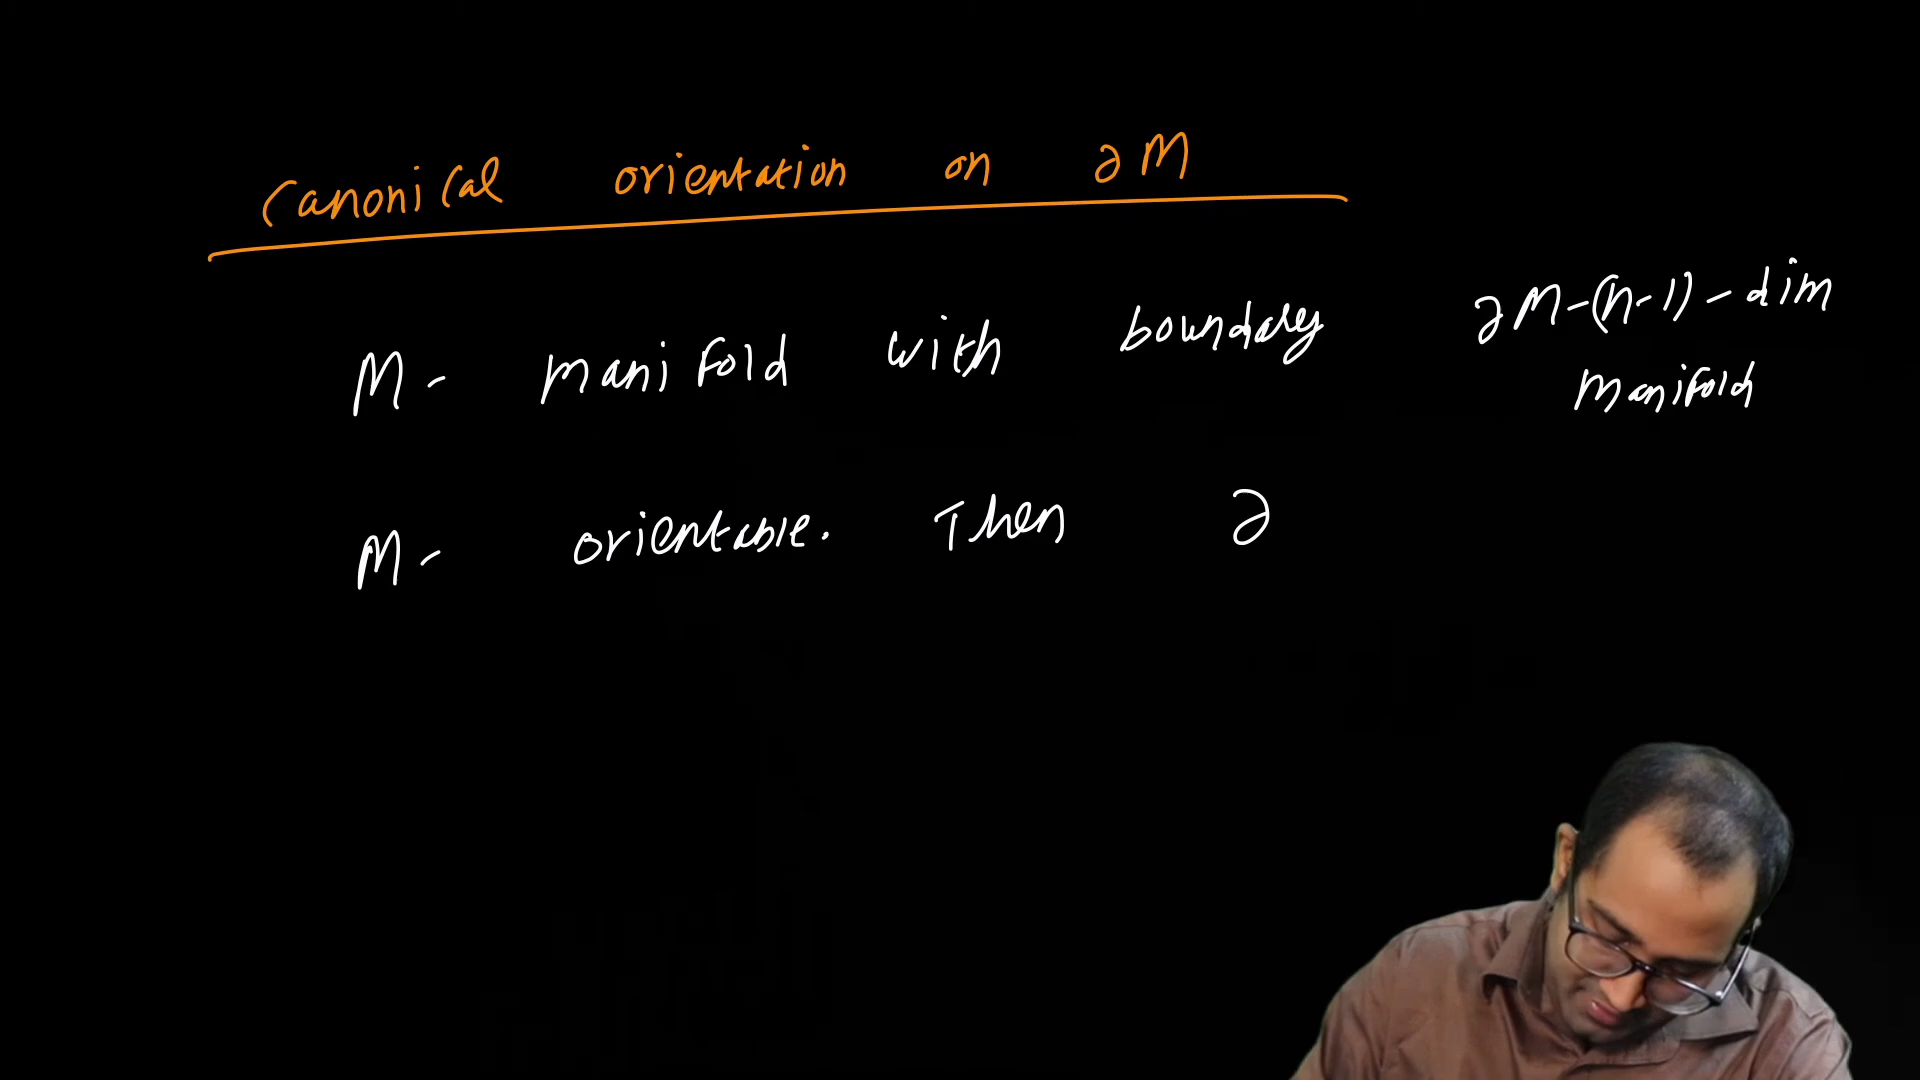 Canonical orientation on ∂M
M - manifold with boundary ∂M-(n-1)-dim
manifold
M - orientable. Then ∂